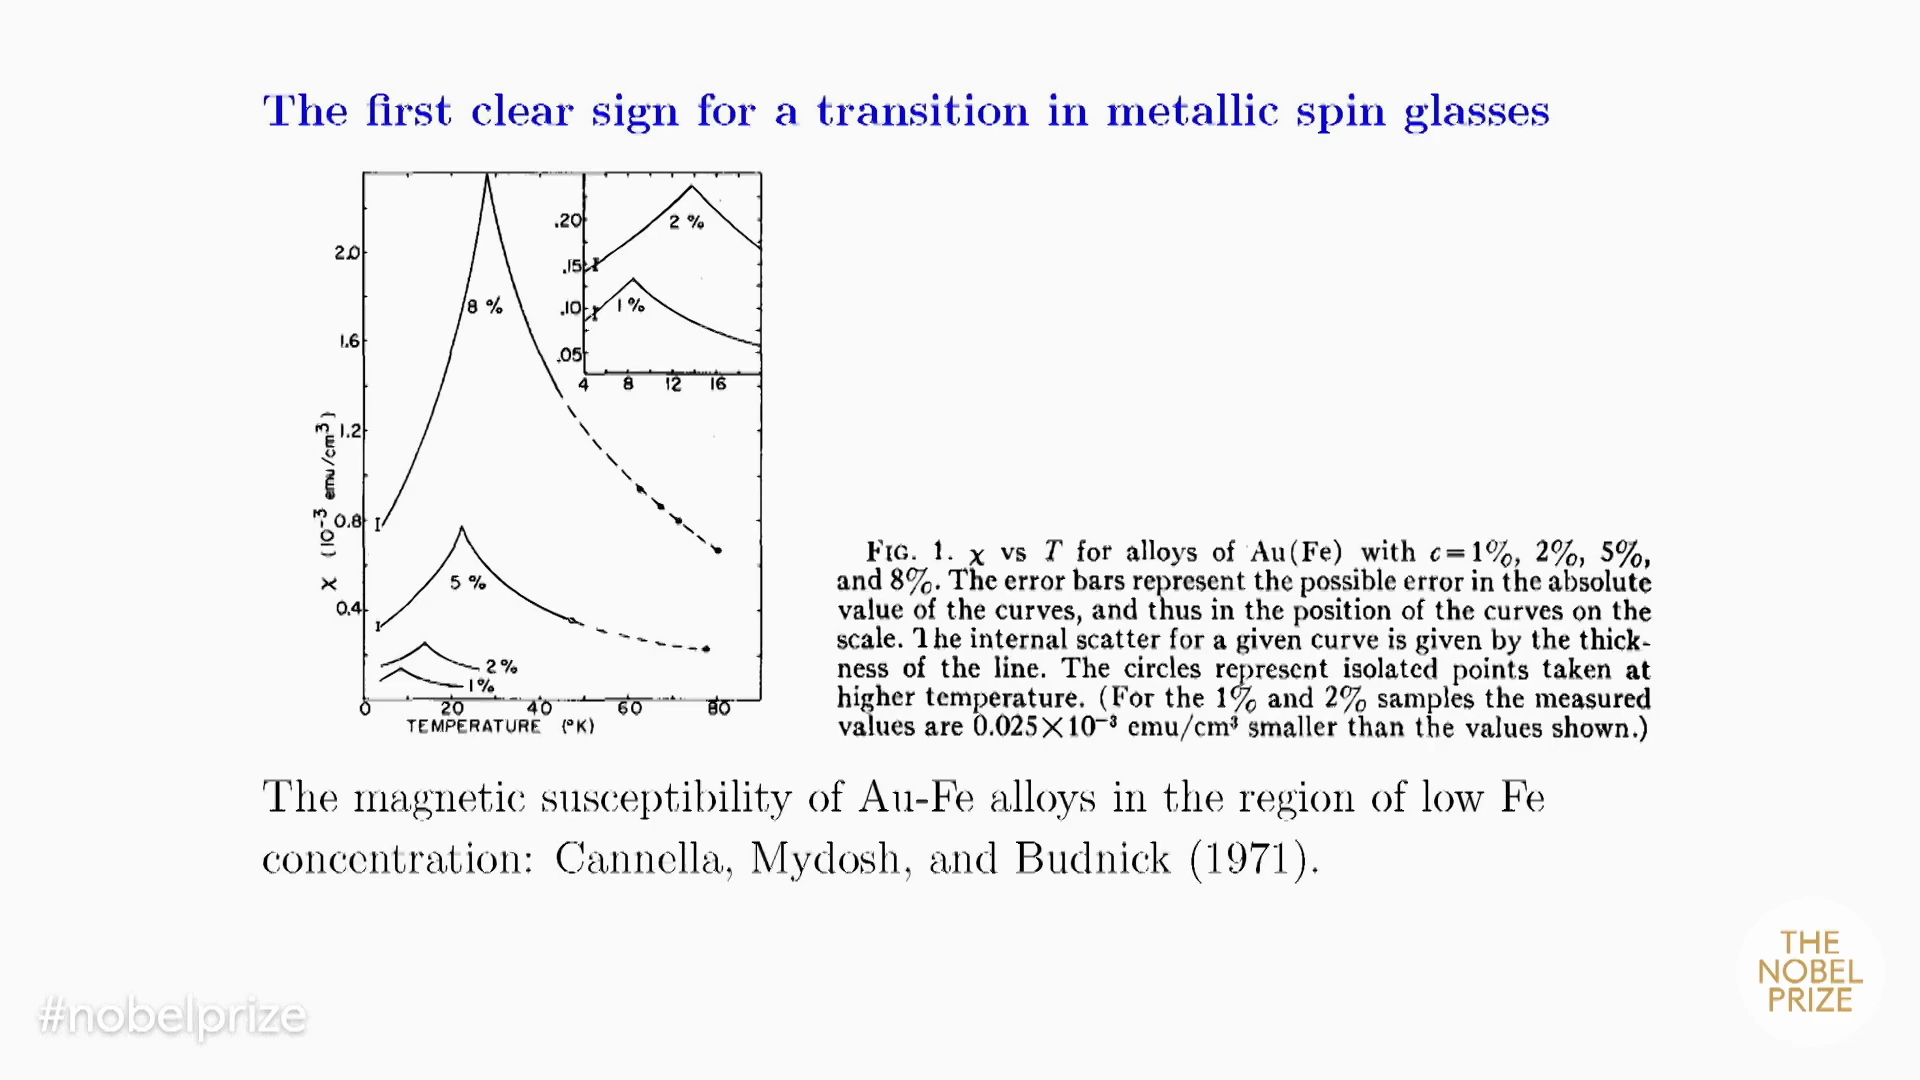 The first clear sign for a transition in metallic spin glasses
2.0
1.6
1.2
0.8
0.4
χ (10⁻³ emu/cm³)
8 %
5 %
2 %
1 %
0 20 40 60 80
TEMPERATURE (°K)
.20
.15
.10
.05
2 %
1 %
4 8 12 16
FIG. 1. χ vs T for alloys of Au(Fe) with c=1%, 2%, 5%,
and 8%. The error bars represent the possible error in the absolute
value of the curves, and thus in the position of the curves on the
scale. The internal scatter for a given curve is given by the thick-
ness of the line. The circles represent isolated points taken at
higher temperature. (For the 1% and 2% samples the measured
values are 0.025×10⁻³ emu/cm³ smaller than the values shown.)
The magnetic susceptibility of Au-Fe alloys in the region of low Fe
concentration: Cannella, Mydosh, and Budnick (1971).
#nobelprize
THE
NOBEL
PRIZE